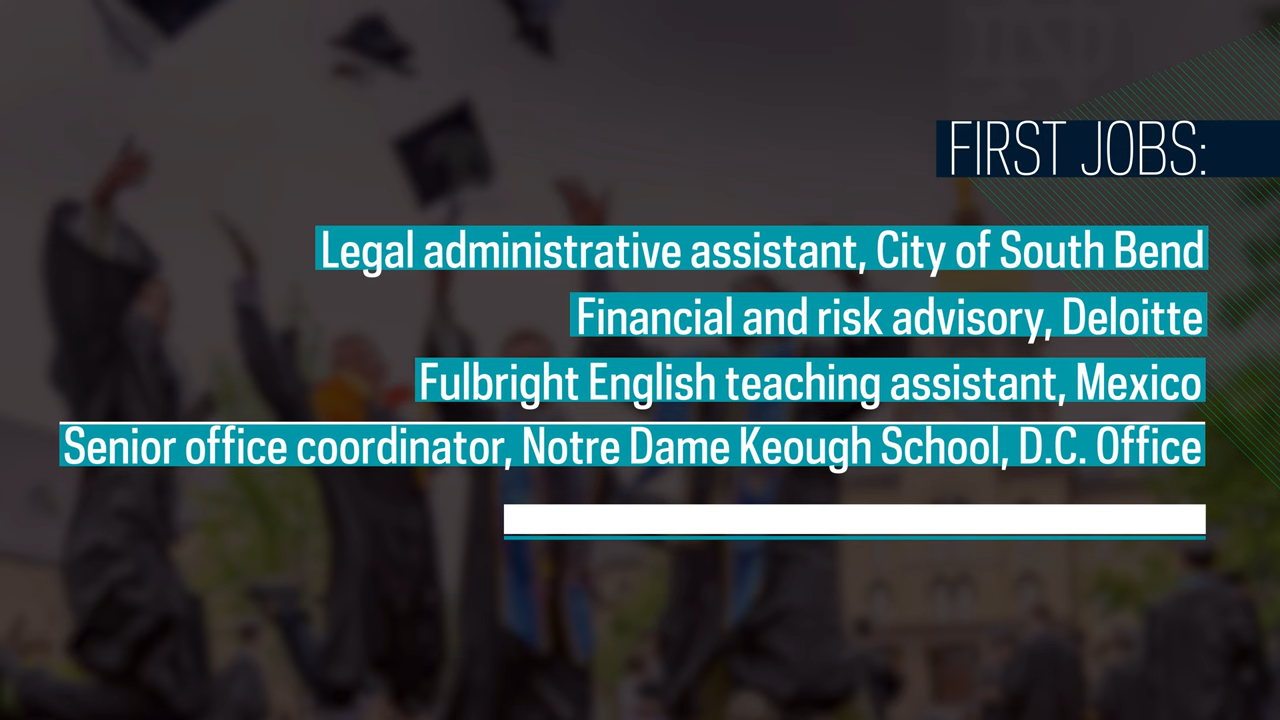 FIRST JOBS:
Legal administrative assistant, City of South Bend
Financial and risk advisory, Deloitte
Fulbright English teaching assistant, Mexico
Senior office coordinator, Notre Dame Keough School, D.C. Office